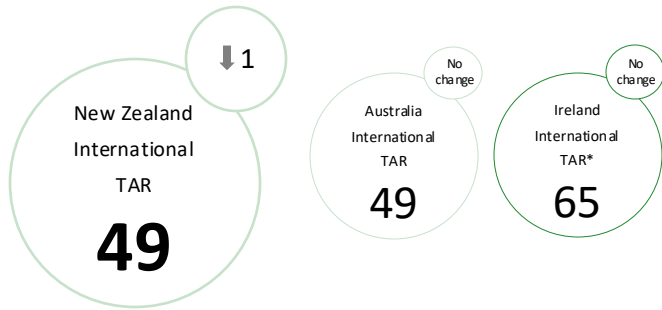 ⬇ 1
New Zealand
International
TAR
49
No
change
Australia
International
TAR
49
No
change
Ireland
International
TAR*
65